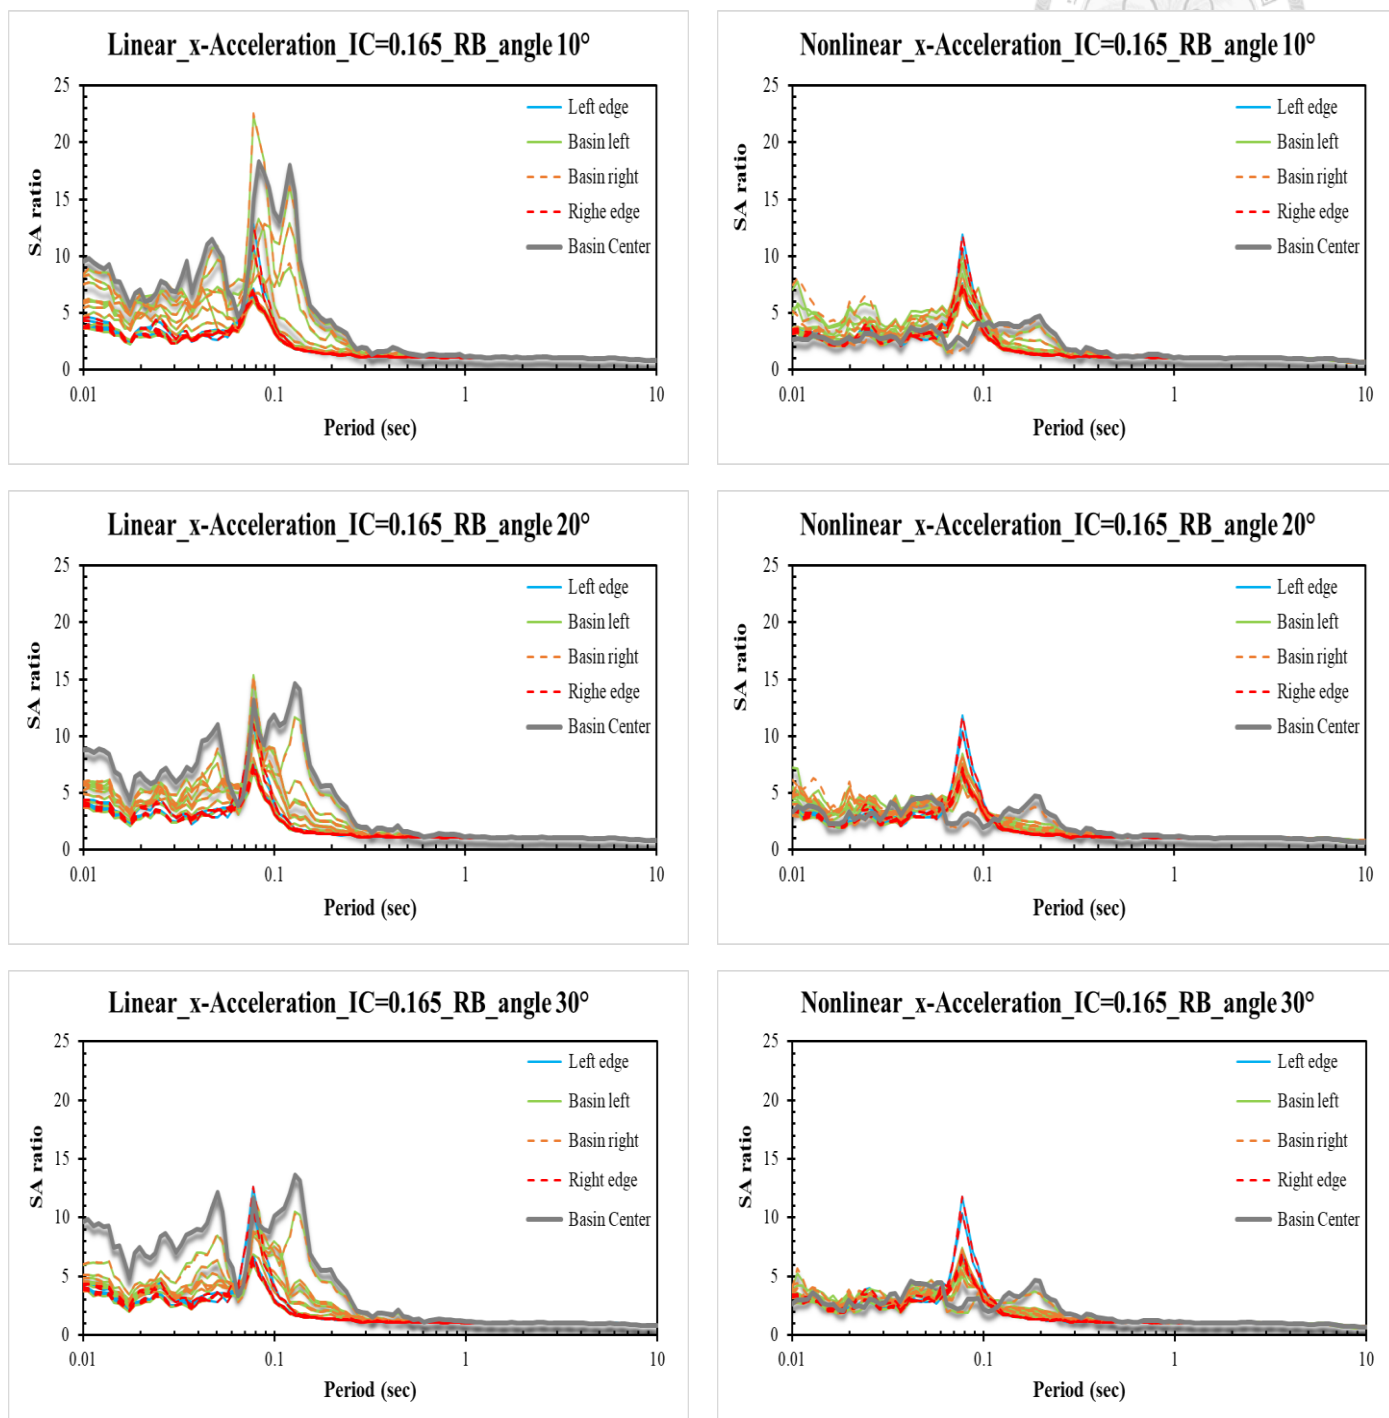 Linear_x-Acceleration_IC=0.165_RB_angle 10°
25
20
15
10
5
0
SA ratio
0.01
0.1
1
10
Period (sec)
Left edge
Basin left
Basin right
Righe edge
Basin Center
Nonlinear_x-Acceleration_IC=0.165_RB_angle 10°
25
20
15
10
5
0
SA ratio
0.01
0.1
1
10
Period (sec)
Left edge
Basin left
Basin right
Righe edge
Basin Center
Linear_x-Acceleration_IC=0.165_RB_angle 20°
25
20
15
10
5
0
SA ratio
0.01
0.1
1
10
Period (sec)
Left edge
Basin left
Basin right
Righe edge
Basin Center
Nonlinear_x-Acceleration_IC=0.165_RB_angle 20°
25
20
15
10
5
0
SA ratio
0.01
0.1
1
10
Period (sec)
Left edge
Basin left
Basin right
Righe edge
Basin Center
Linear_x-Acceleration_IC=0.165_RB_angle 30°
25
20
15
10
5
0
SA ratio
0.01
0.1
1
10
Period (sec)
Left edge
Basin left
Basin right
Right edge
Basin Center
Nonlinear_x-Acceleration_IC=0.165_RB_angle 30°
25
20
15
10
5
0
SA ratio
0.01
0.1
1
10
Period (sec)
Left edge
Basin left
Basin right
Right edge
Basin Center